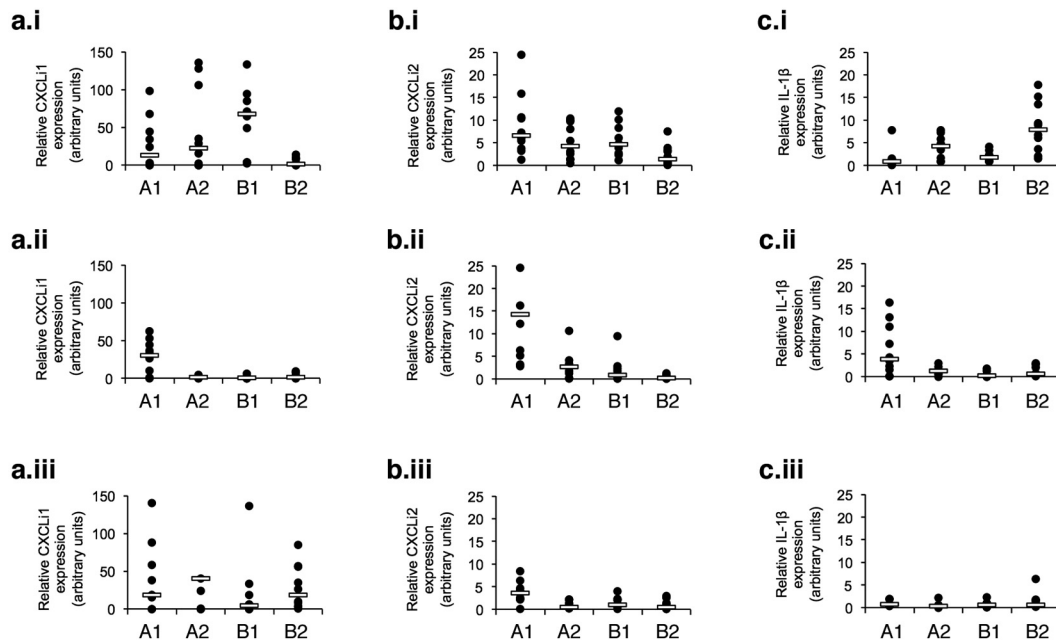 a.i
b.i
c.i
Relative CXCLi1
expression
(arbitrary units)
150
100
50
0
A1 A2 B1 B2
Relative CXCLi2
expression
(arbitrary units)
25
20
15
10
5
0
A1 A2 B1 B2
Relative IL-1β
expression
(arbitrary units)
25
20
15
10
5
0
A1 A2 B1 B2
a.ii
b.ii
c.ii
Relative CXCLi1
expression
(arbitrary units)
150
100
50
0
A1 A2 B1 B2
Relative CXCLi2
expression
(arbitrary units)
25
20
15
10
5
0
A1 A2 B1 B2
Relative IL-1β
expression
(arbitrary units)
25
20
15
10
5
0
A1 A2 B1 B2
a.iii
b.iii
c.iii
Relative CXCLi1
expression
(arbitrary units)
150
100
50
0
A1 A2 B1 B2
Relative CXCLi2
expression
(arbitrary units)
25
20
15
10
5
0
A1 A2 B1 B2
Relative IL-1β
expression
(arbitrary units)
25
20
15
10
5
0
A1 A2 B1 B2